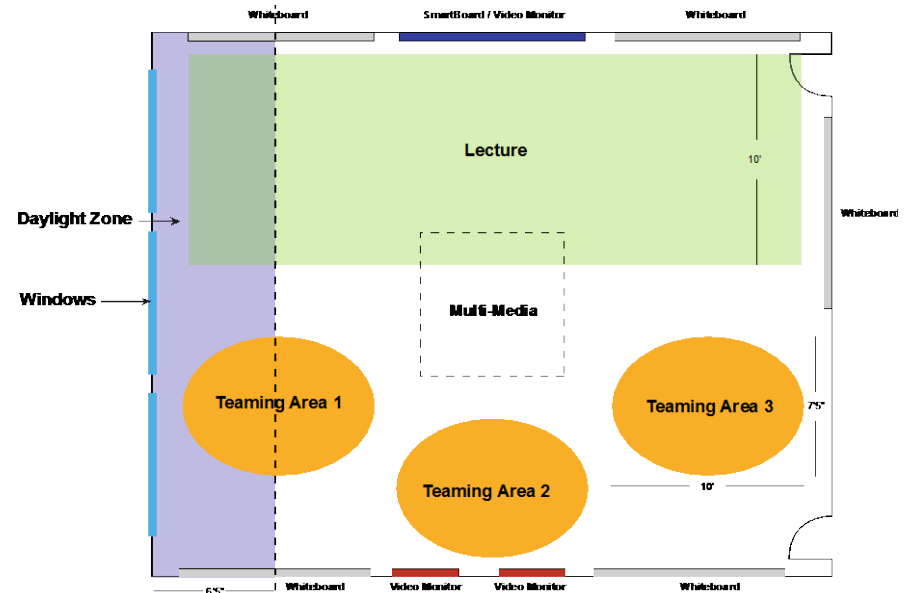 Whiteboard
SmartBoard / Video Monitor
Whiteboard
Lecture
10'
Daylight Zone
Whiteboard
Windows
Multi-Media
Teaming Area 1
Teaming Area 3
7'5"
Teaming Area 2
10'
Whiteboard
Video Monitor
Video Monitor
Whiteboard